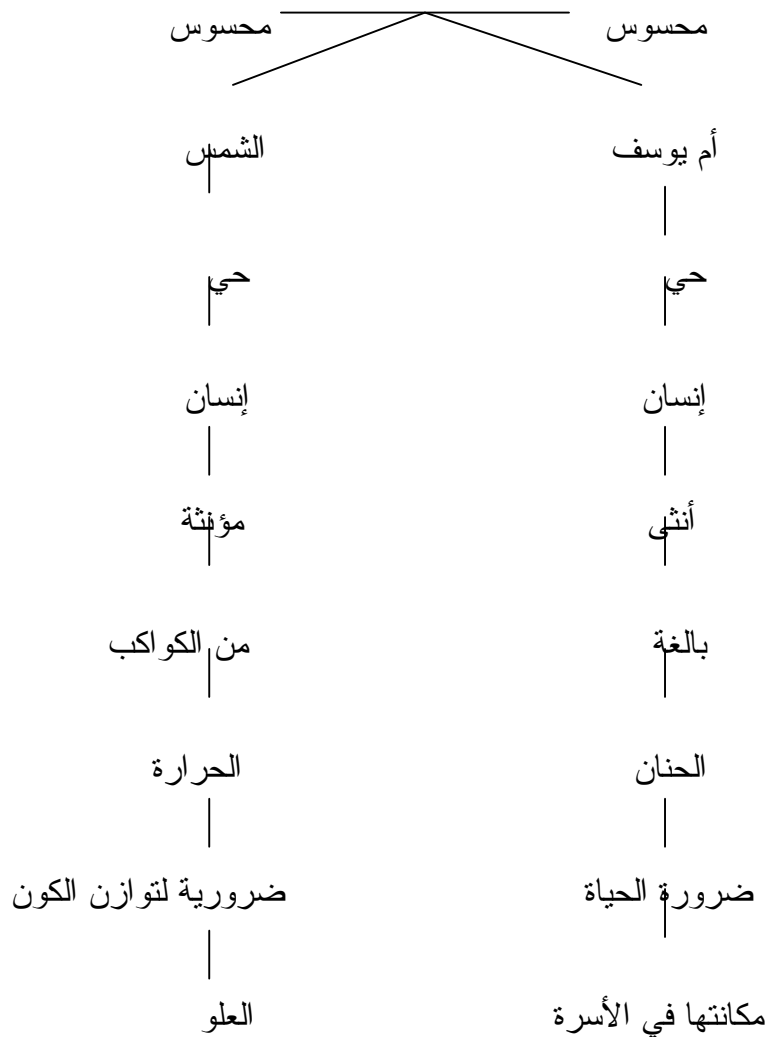 محسوس محسوس
أم يوسف الشمس
حي حي
إنسان إنسان
أنثى مؤنثة
بالغة من الكواكب
الحنان الحرارة
ضرورة الحياة ضرورية لتوازن الكون
مكانتها في الأسرة العلو